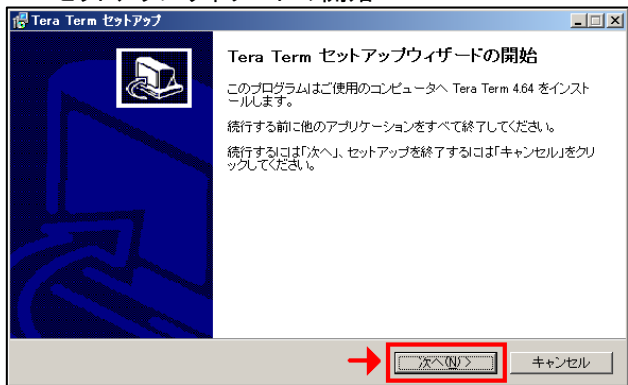 Tera Term セットアップ
Tera Term セットアップウィザードの開始
このプログラムはご使用のコンピュータへ Tera Term 4.64 をインスト
ールします。
続行する前に他のアプリケーションをすべて終了してください。
続行するには「次へ」、セットアップを終了するには「キャンセル」をクリ
ックしてください。
次へ(N) >
キャンセル